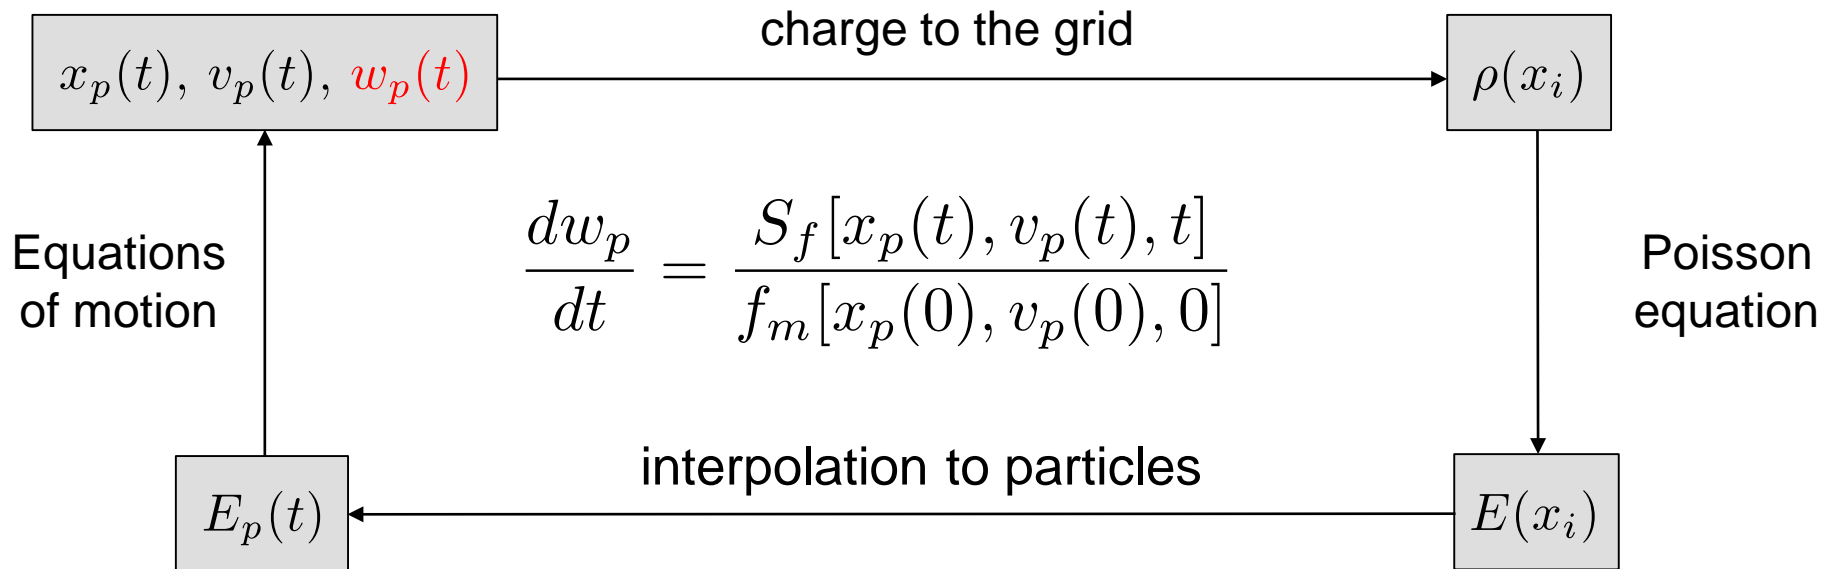 charge to the grid
x_p(t), v_p(t), w_p(t)
ρ(x_i)
Equations
of motion
dw_p/dt = S_f[x_p(t), v_p(t), t]/f_m[x_p(0), v_p(0), 0]
Poisson
equation
interpolation to particles
E_p(t)
E(x_i)